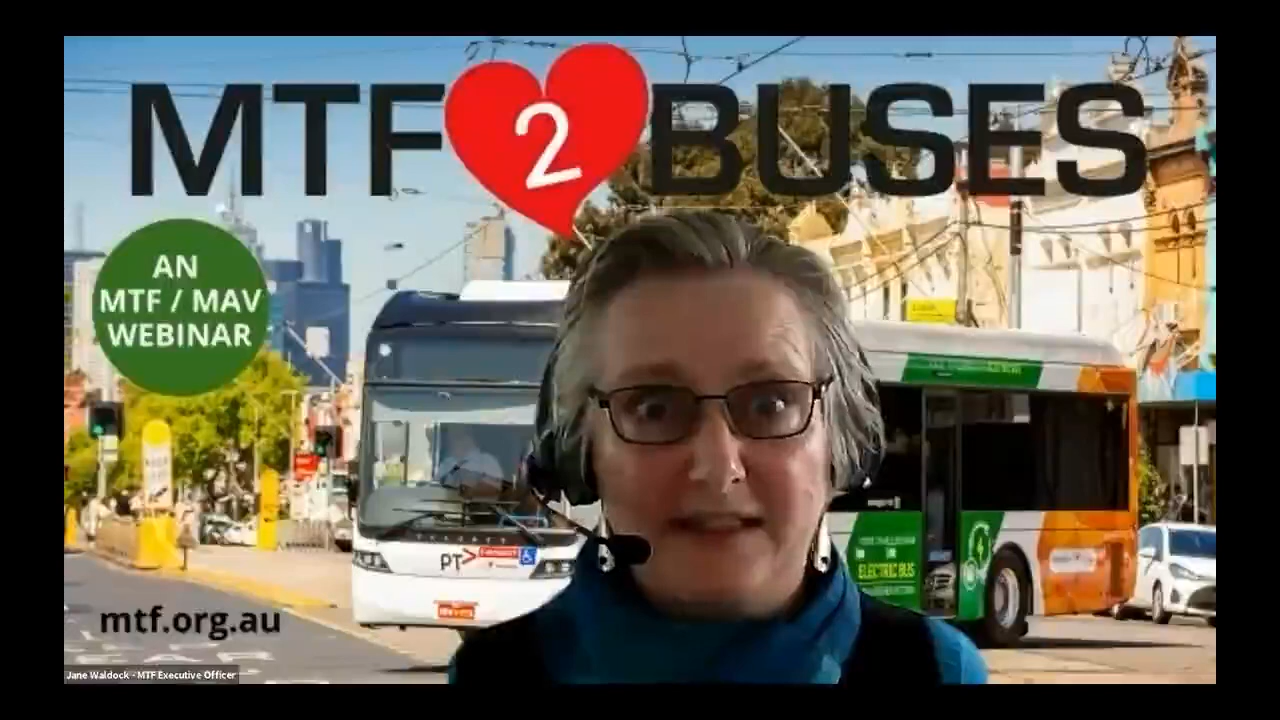 MTF 2 BUSES
AN
MTF / MAV
WEBINAR
PT>
ELECTRIC BUS
mtf.org.au
Jane Waldock - MTF Executive Officer